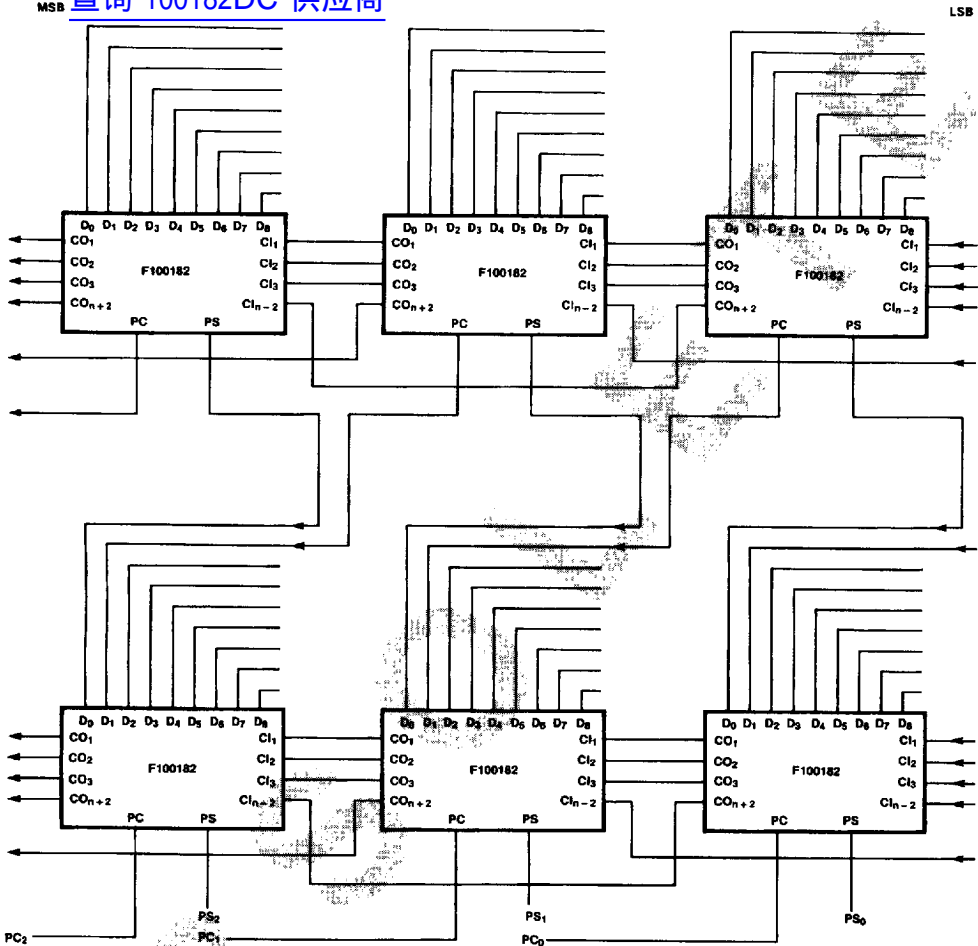 MSB 查询"100182DC"供应商 LSB
D0 D1 D2 D3 D4 D5 D6 D7 D8 D0 D1 D2 D3 D4 D5 D5 D7 D8 D0 D1 D2 D3 D4 D5 D6 D7 D8
CO1 CI1 CO1 CI1 CO1 CI1
CO2 CI2 CO2 CI2 CO2 CI2
F100182 F100182 F100182
CO3 CI3 CO3 CI3 CO3 CI3
COn+2 CIn−2 COn+2 CIn−2 COn+2 CIn−2
PC PS PC PS PC PS
D0 D1 D2 D3 D4 D5 D6 D7 D8 D0 D1 D2 D3 D4 D5 D6 D7 D8 D0 D1 D2 D3 D4 D5 D6 D7 D8
CO1 CI1 CO1 CI1 CO1 CI1
CO2 CI2 CO2 CI2 CO2 CI2
F100182 F100182 F100182
CO3 CI3 CO3 CI3 CO3 CI3
COn+2 CIn−2 COn+2 CIn−2 COn+2 CIn−2
PC PS PC PS PC PS
PS2 PS1 PS0
PC2 PC1 PC0